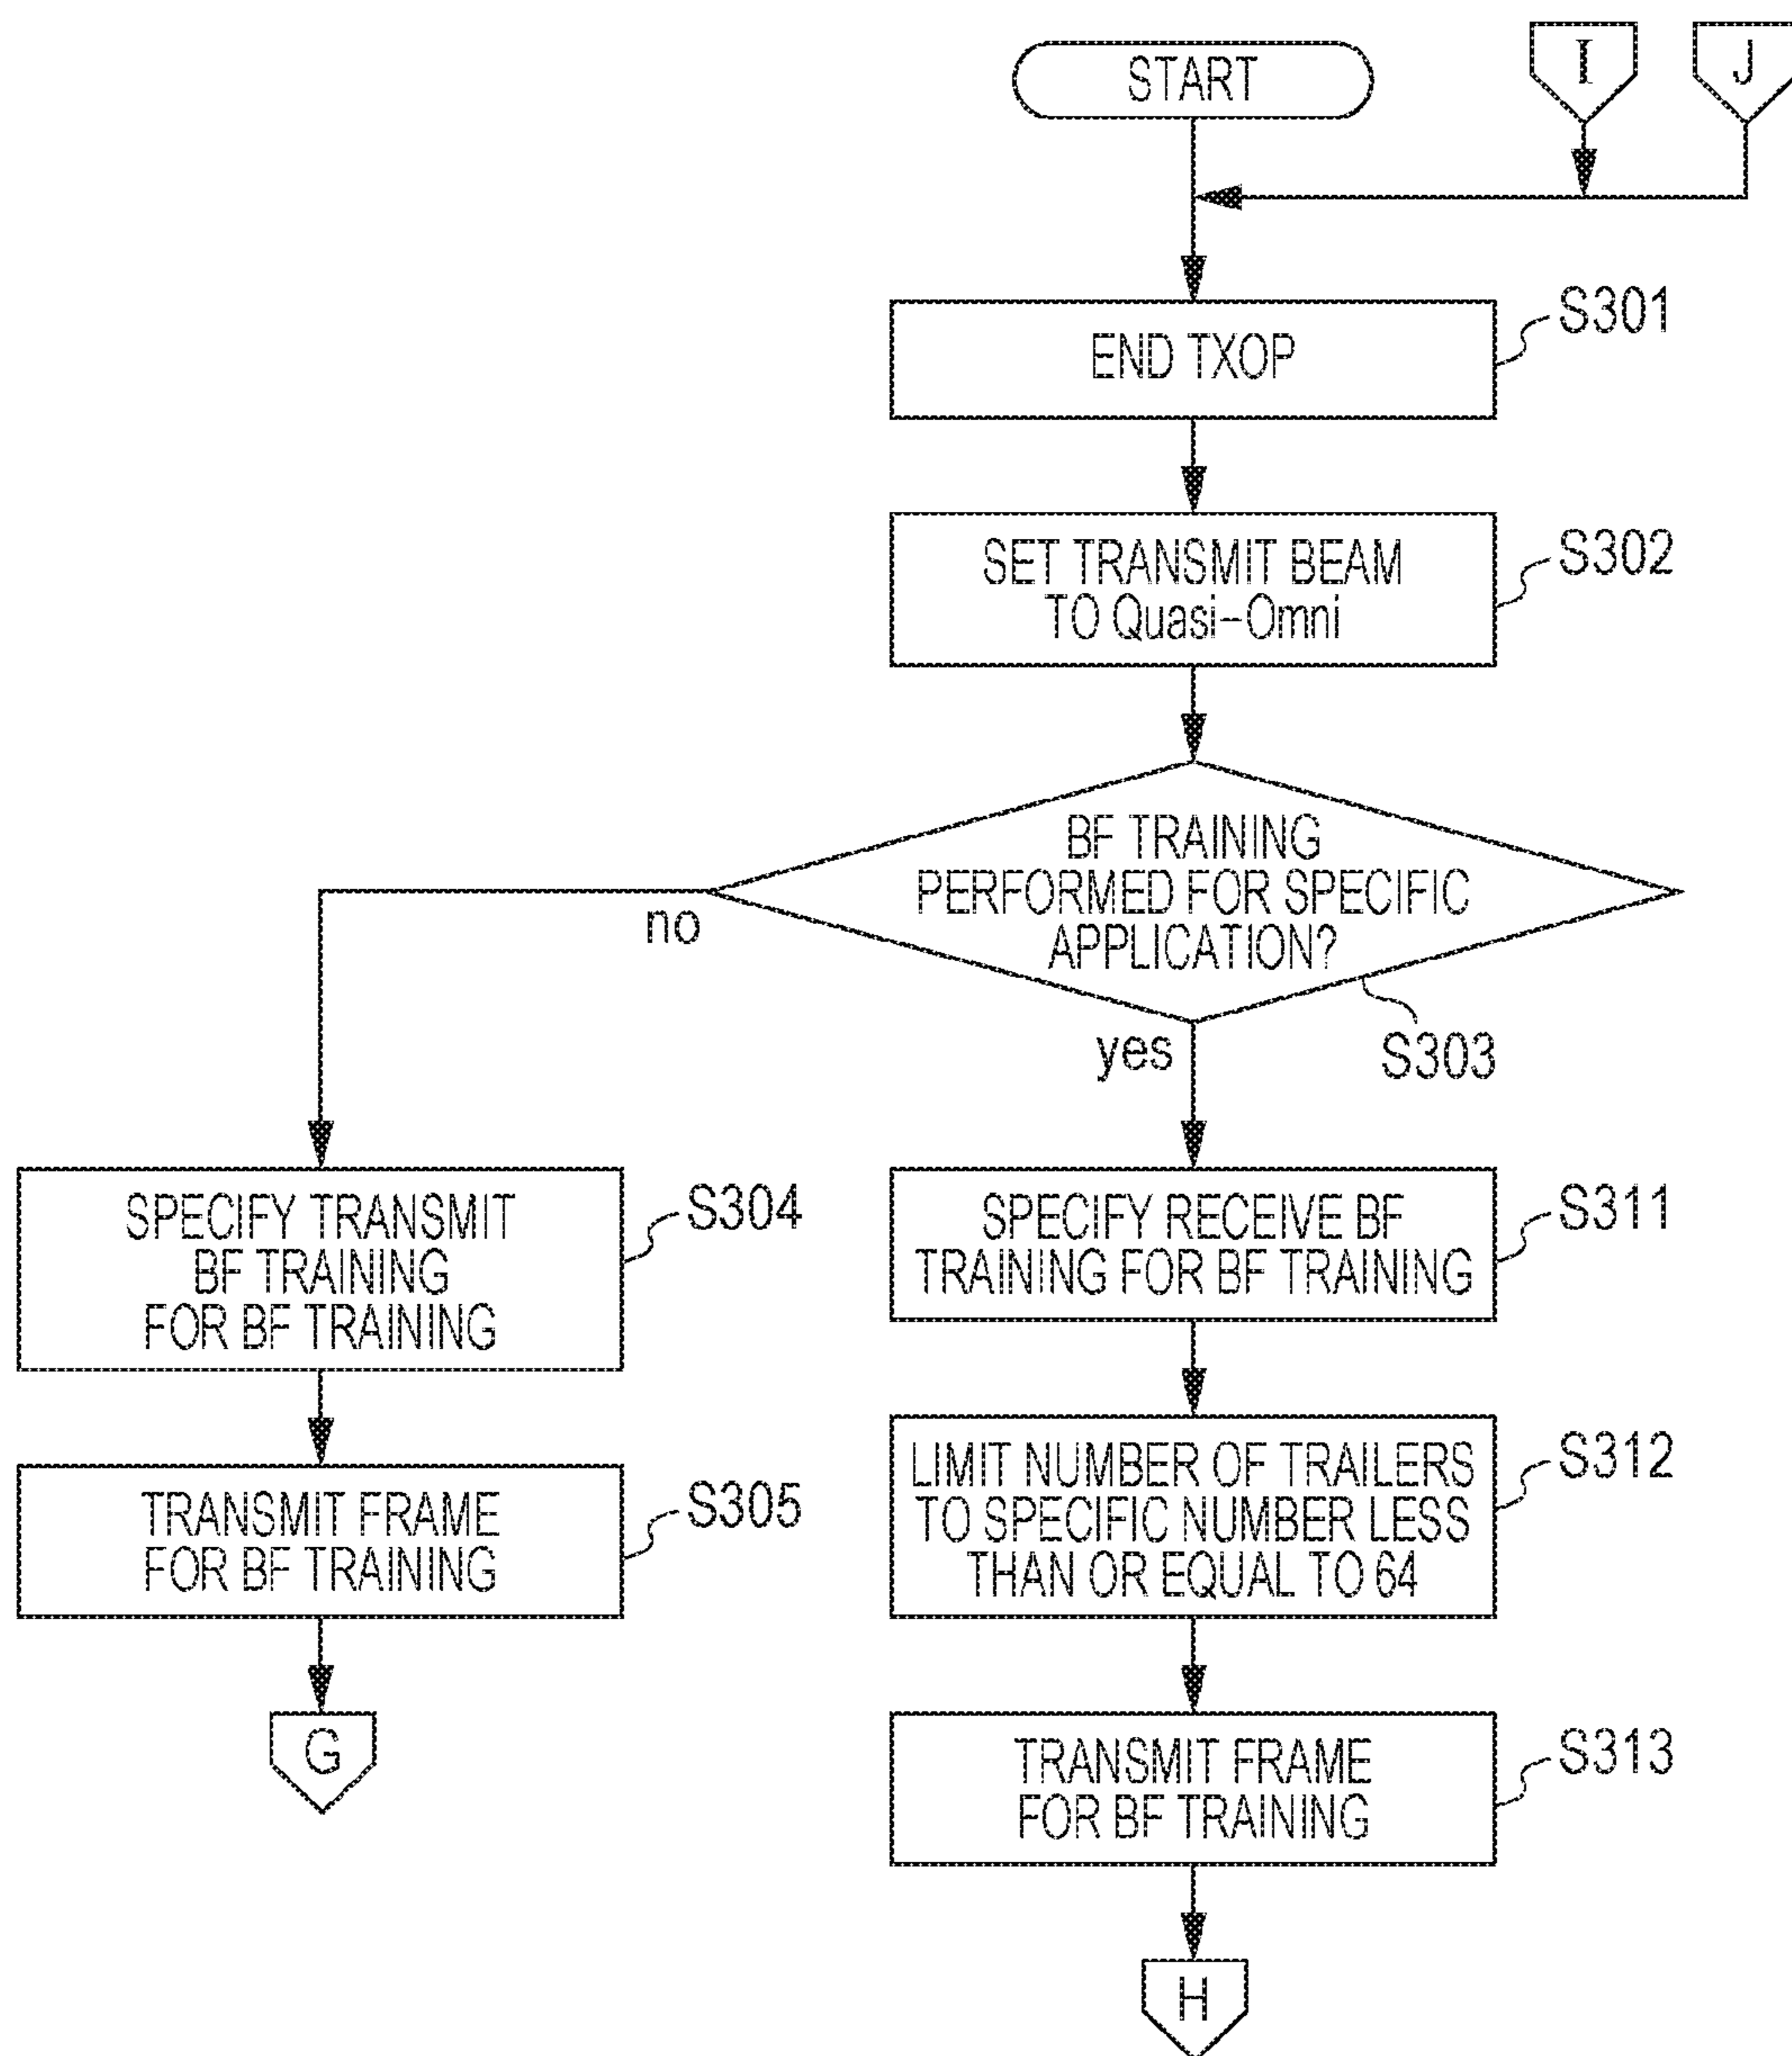 START
I
J
END TXOP
S301
SET TRANSMIT BEAM
TO Quasi-Omni
S302
BF TRAINING
PERFORMED FOR SPECIFIC
APPLICATION?
S303
no
yes
SPECIFY TRANSMIT
BF TRAINING
FOR BF TRAINING
S304
TRANSMIT FRAME
FOR BF TRAINING
S305
G
SPECIFY RECEIVE BF
TRAINING FOR BF TRAINING
S311
LIMIT NUMBER OF TRAILERS
TO SPECIFIC NUMBER LESS
THAN OR EQUAL TO 64
S312
TRANSMIT FRAME
FOR BF TRAINING
S313
H